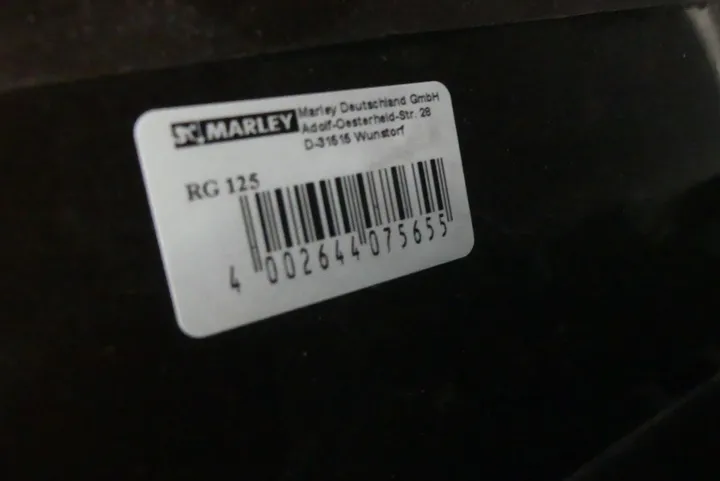 MARLEY
Marley Deutschland GmbH
Adolf-Oesterheld-Str. 28
D-31515 Wunstorf
RG 125
4 002644 075655